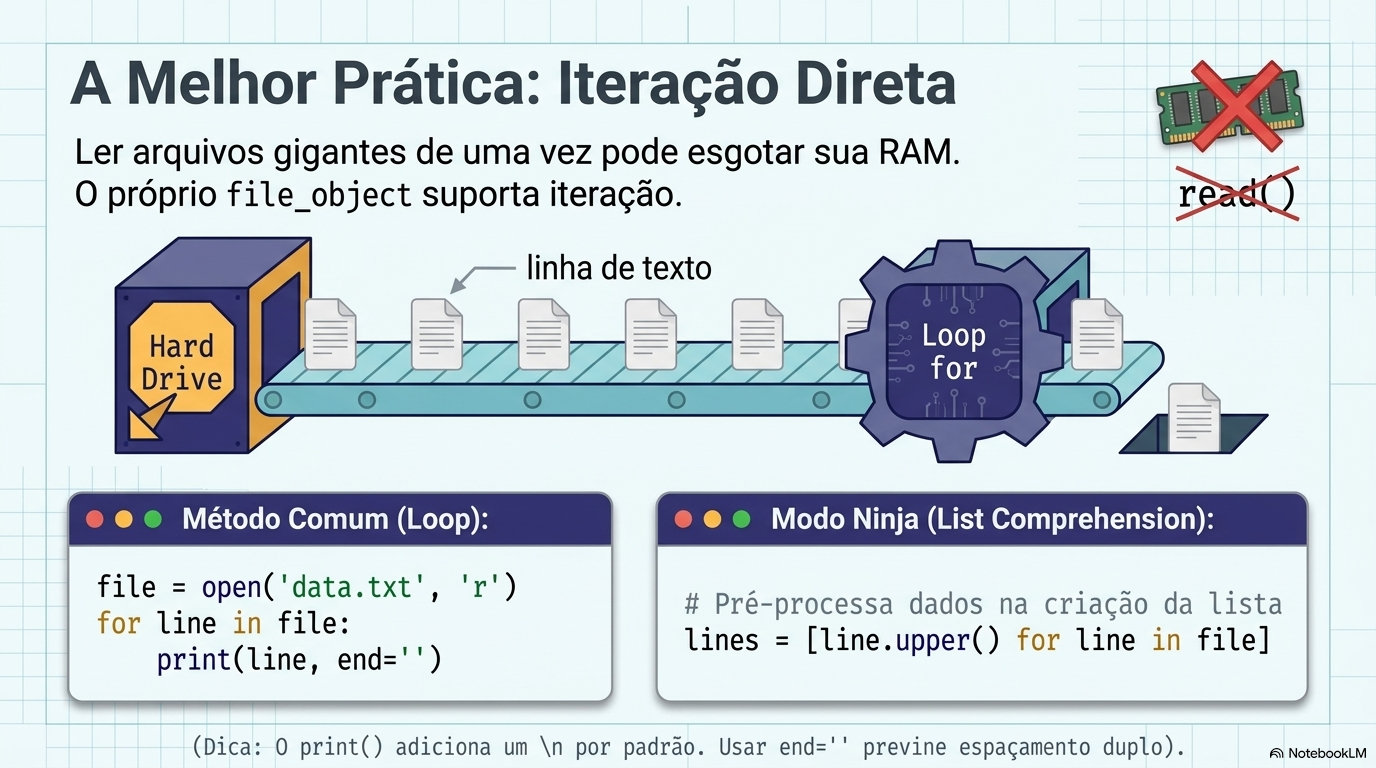 A Melhor Prática: Iteração Direta
Ler arquivos gigantes de uma vez pode esgotar sua RAM.
O próprio file_object suporta iteração.
read()
linha de texto
Hard
Drive
Loop
for
Método Comum (Loop):
file = open('data.txt', 'r')
for line in file:
    print(line, end='')
Modo Ninja (List Comprehension):
# Pré-processa dados na criação da lista
lines = [line.upper() for line in file]
(Dica: O print() adiciona um \n por padrão. Usar end='' previne espaçamento duplo).
NotebookLM